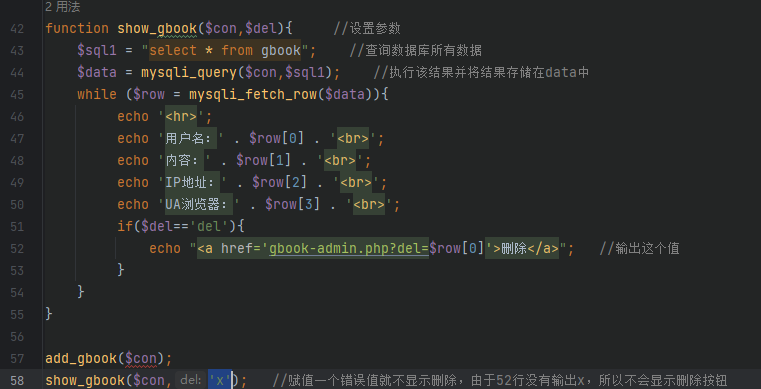 2 用法
42 function show_gbook($con,$del){ //设置参数
43 $sql1 = "select * from gbook"; //查询数据库所有数据
44 $data = mysqli_query($con,$sql1); //执行该结果并将结果存储在data中
45 while ($row = mysqli_fetch_row($data)){
46 echo '<hr>';
47 echo '用户名：' . $row[0] . '<br>';
48 echo '内容：' . $row[1] . '<br>';
49 echo 'IP地址：' . $row[2] . '<br>';
50 echo 'UA浏览器：' . $row[3] . '<br>';
51 if($del=='del'){
52 echo "<a href='gbook-admin.php?del=$row[0]'>删除</a>"; //输出这个值
53 }
54 }
55 }
56
57 add_gbook($con);
58 show_gbook($con, del: 'x'); //赋值一个错误值就不显示删除，由于52行没有输出x，所以不会显示删除按钮